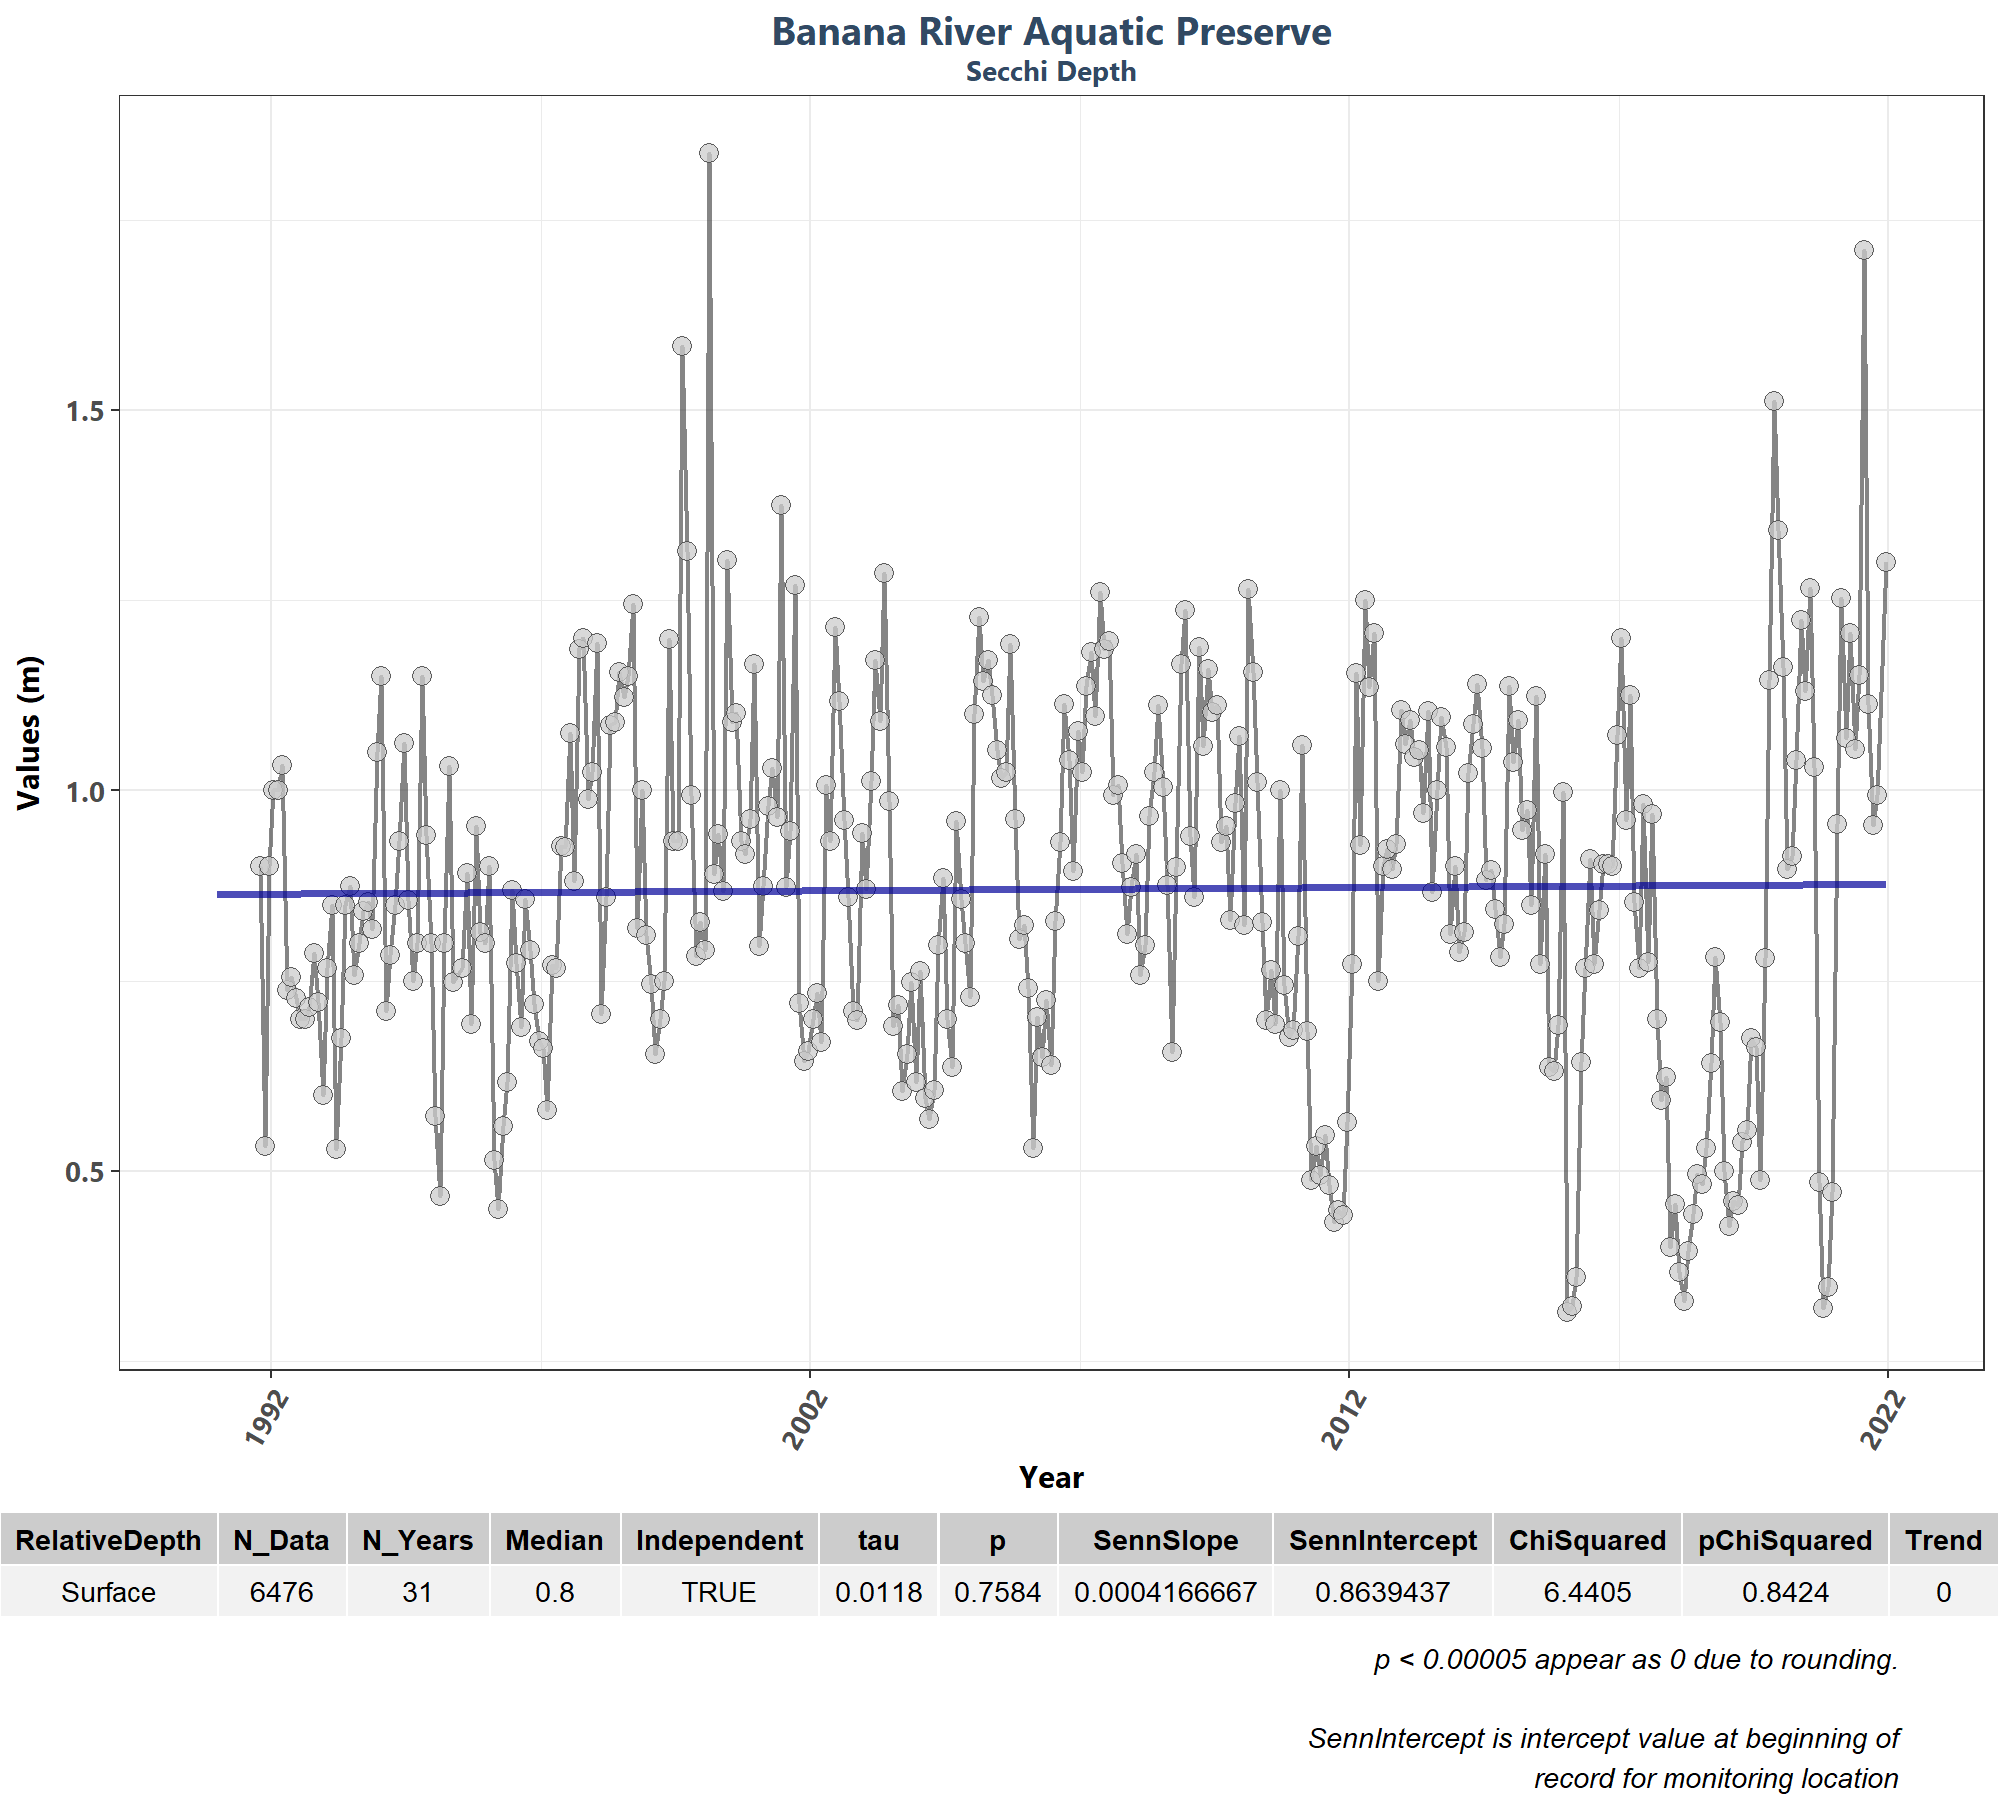 Banana River Aquatic Preserve
Secchi Depth
Values (m)
1.5
1.0
0.5
1992 2002 2012 2022
Year
RelativeDepth N_Data N_Years Median Independent tau p SennSlope SennIntercept ChiSquared pChiSquared Trend
Surface 6476 31 0.8 TRUE 0.0118 0.7584 0.0004166667 0.8639437 6.4405 0.8424 0
p < 0.00005 appear as 0 due to rounding.
SennIntercept is intercept value at beginning of
record for monitoring location